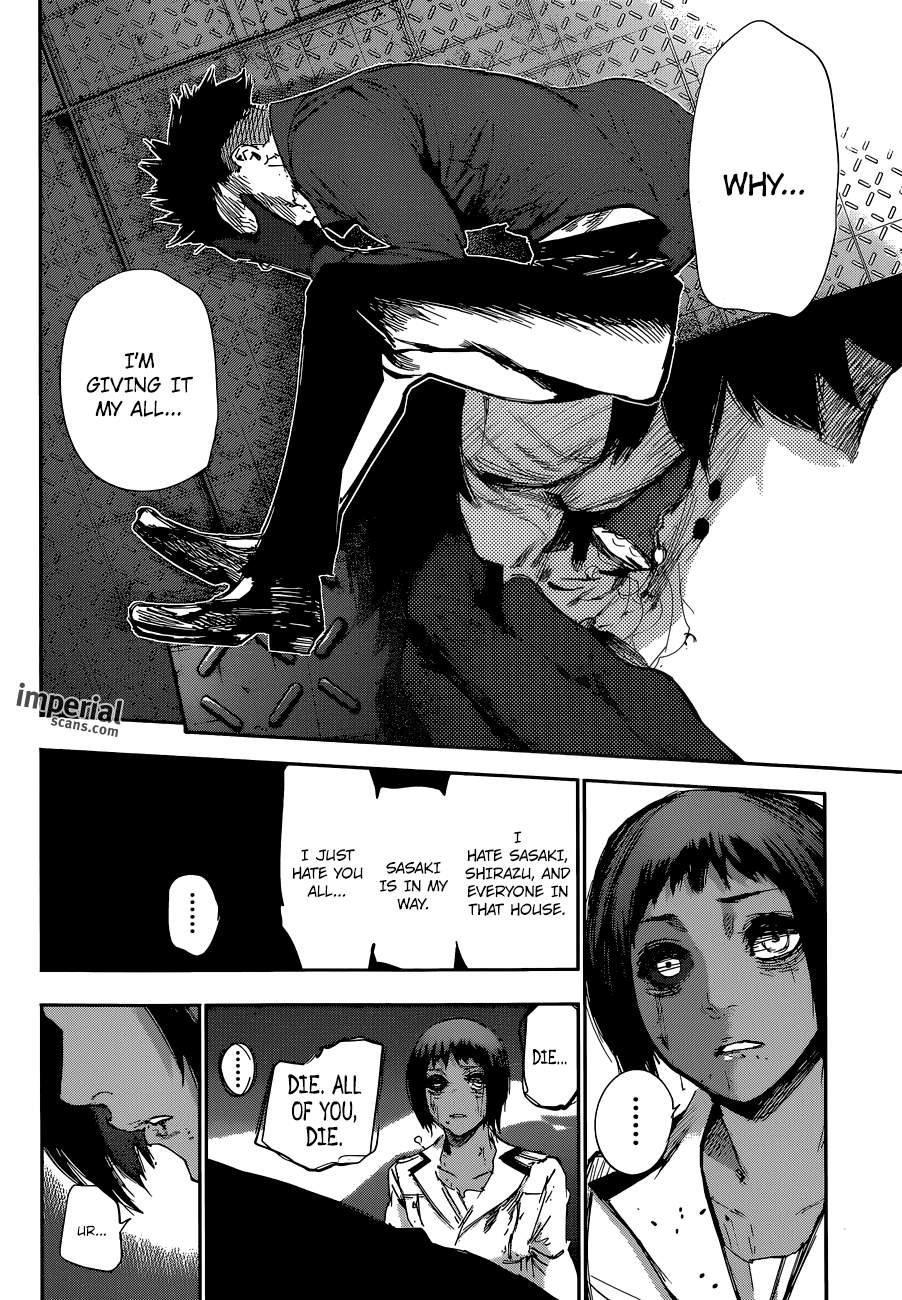 WHY...
I'M
GIVING IT
MY ALL...
imperial
scans.com
I
HATE SASAKI,
SHIRAZU, AND
EVERYONE IN
THAT HOUSE.
SASAKI
IS IN MY
WAY.
I JUST
HATE YOU
ALL...
......
......
DIE...
DIE. ALL
OF YOU,
DIE.
......
UR...